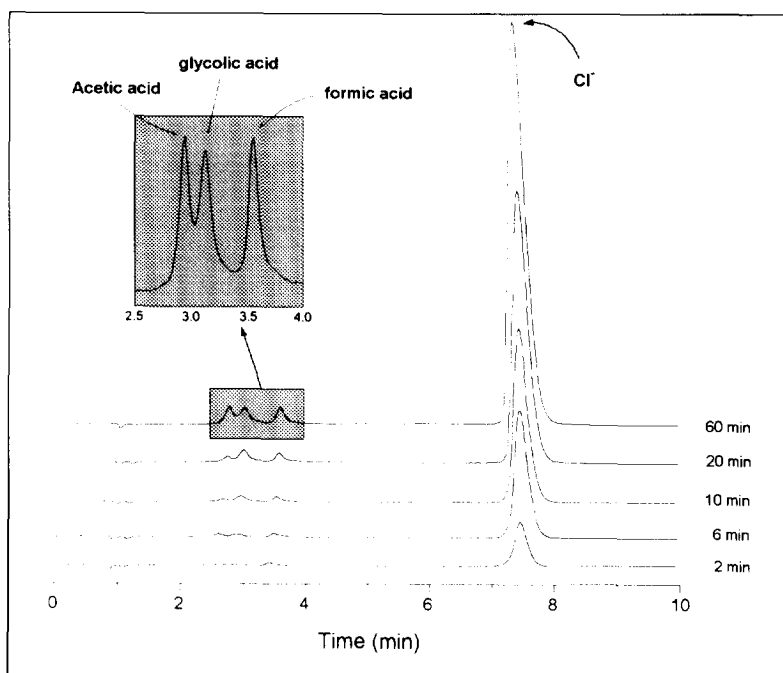 Cl-
glycolic acid
Acetic acid
formic acid
2.5 3.0 3.5 4.0
60 min
20 min
10 min
6 min
2 min
0 2 4 6 8 10
Time (min)